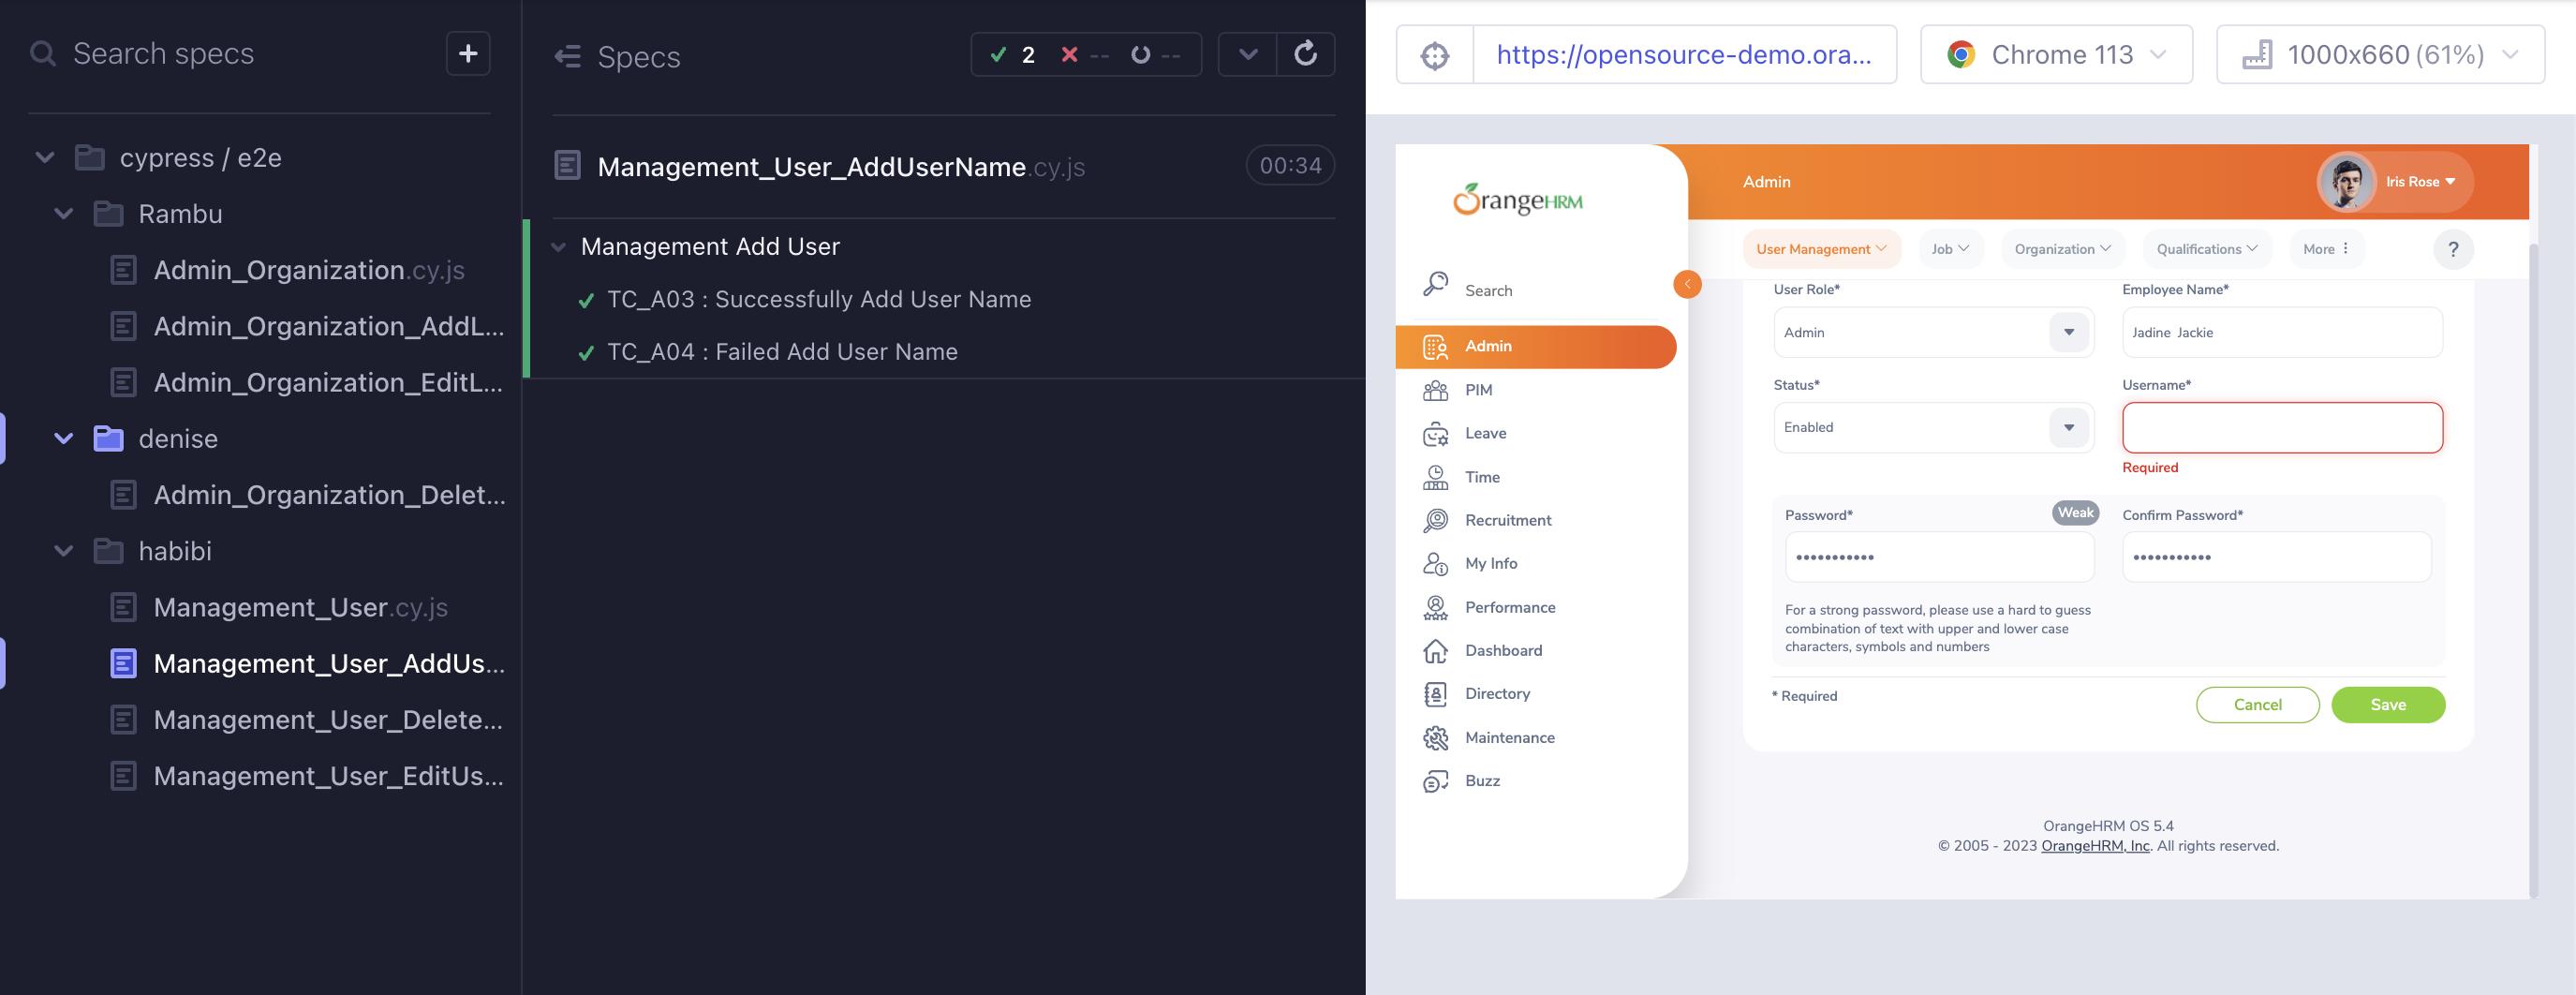 Search specs
cypress / e2e
Rambu
Admin_Organization.cy.js
Admin_Organization_AddL...
Admin_Organization_EditL...
denise
Admin_Organization_Delet...
habibi
Management_User.cy.js
Management_User_AddUs...
Management_User_Delete...
Management_User_EditUs...
Specs
2 -- --
Management_User_AddUserName.cy.js 00:34
Management Add User
TC_A03 : Successfully Add User Name
TC_A04 : Failed Add User Name
https://opensource-demo.ora...
Chrome 113
1000x660 (61%)
OrangeHRM
Search
Admin
PIM
Leave
Time
Recruitment
My Info
Performance
Dashboard
Directory
Maintenance
Buzz
Admin
Iris Rose
User Management Job Organization Qualifications More ?
User Role* Employee Name*
Admin Jadine Jackie
Status* Username*
Enabled
Required
Password* Weak Confirm Password*
••••••••••• •••••••••••
For a strong password, please use a hard to guess
combination of text with upper and lower case
characters, symbols and numbers
* Required
Cancel Save
OrangeHRM OS 5.4
© 2005 - 2023 OrangeHRM, Inc. All rights reserved.